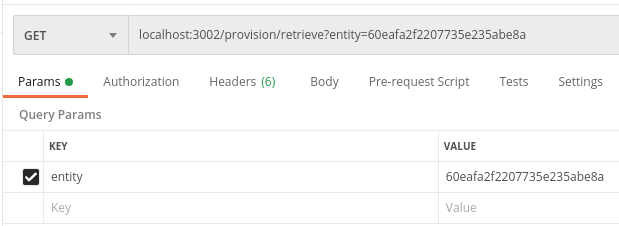 GET localhost:3002/provision/retrieve?entity=60eafa2f2207735e235abe8a
Params Authorization Headers (6) Body Pre-request Script Tests Settings
Query Params
KEY VALUE
entity 60eafa2f2207735e235abe8a
Key Value